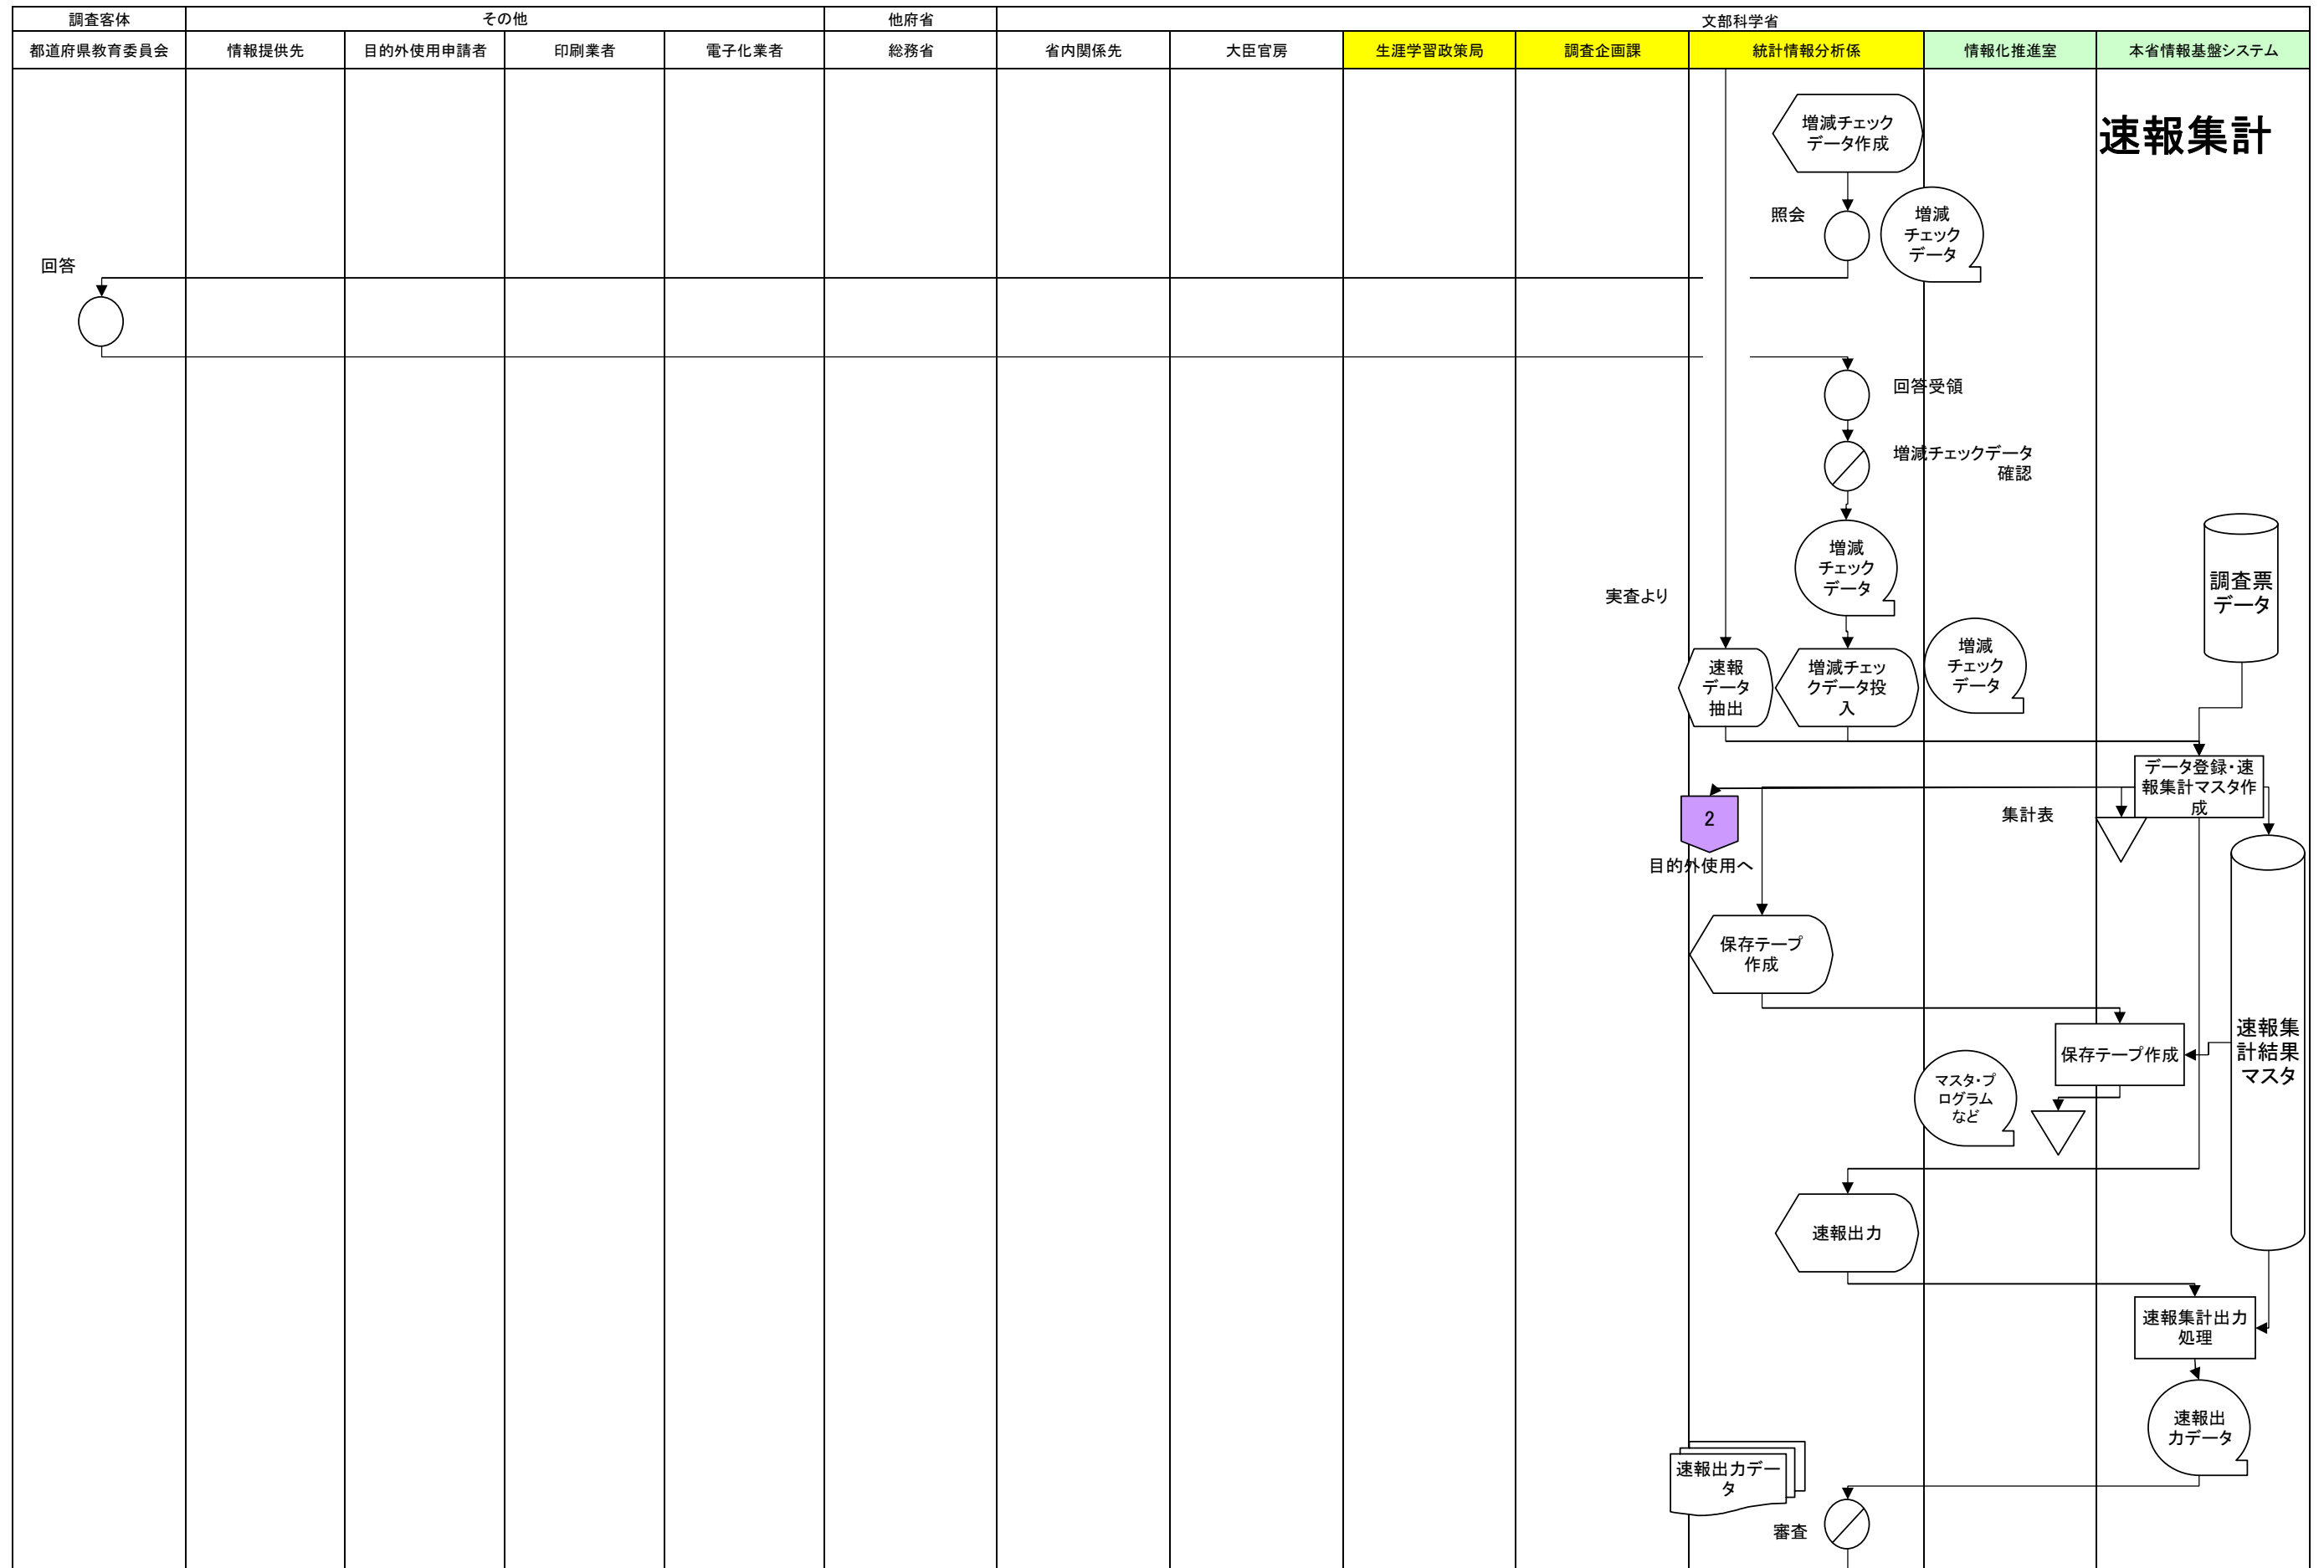 調査客体
その他
他府省
文部科学省
都道府県教育委員会
情報提供先
目的外使用申請者
印刷業者
電子化業者
総務省
省内関係先
大臣官房
生涯学習政策局
調査企画課
統計情報分析係
情報化推進室
本省情報基盤システム
速報集計
増減チェック
データ作成
照会
増減
チェック
データ
回答
回答受領
増減チェックデータ
確認
増減
チェック
データ
調査票
データ
実査より
速報
データ
抽出
増減チェッ
クデータ投
入
増減
チェック
データ
データ登録・速
報集計マスタ作
成
2
目的外使用へ
集計表
保存テープ
作成
保存テープ作成
速報集
計結果
マスタ
マスタ・プ
ログラム
など
速報出力
速報集計出力
処理
速報出
力データ
速報出力デー
タ
審査